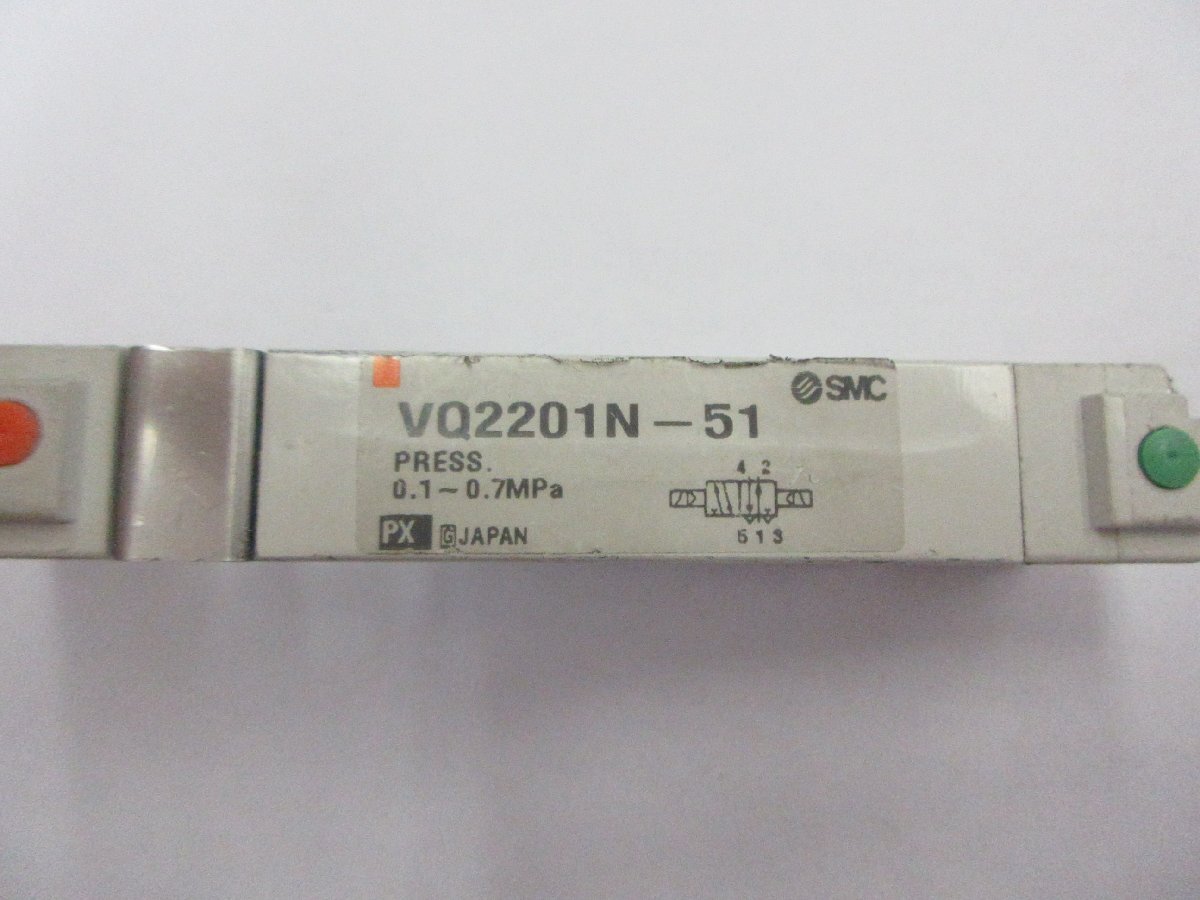 SMC
VQ2201N-51
PRESS.
0.1~0.7MPa
4 2
PX G JAPAN
5 1 3